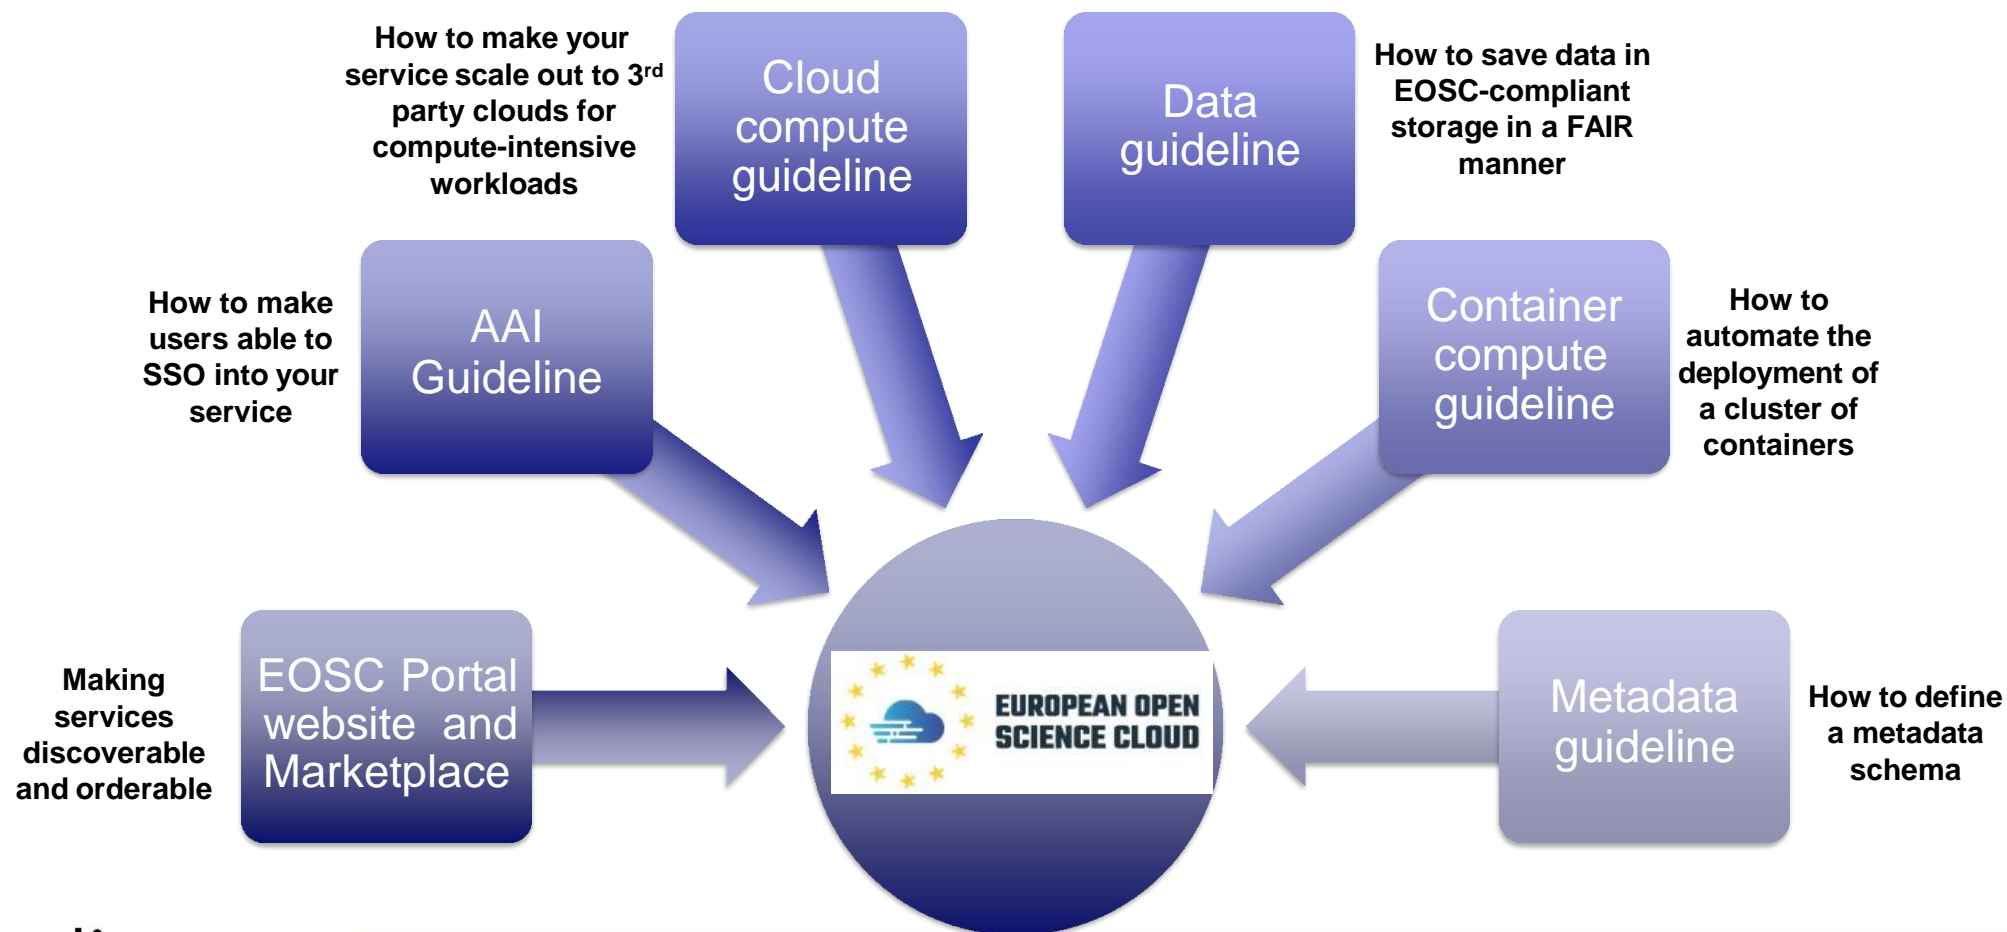 How to make your
service scale out to 3rd
party clouds for
compute-intensive
workloads
Cloud
compute
guideline
Data
guideline
How to save data in
EOSC-compliant
storage in a FAIR
manner
How to make
users able to
SSO into your
service
AAI
Guideline
Container
compute
guideline
How to
automate the
deployment of
a cluster of
containers
Making
services
discoverable
and orderable
EOSC Portal
website and
Marketplace
EUROPEAN OPEN
SCIENCE CLOUD
Metadata
guideline
How to define
a metadata
schema